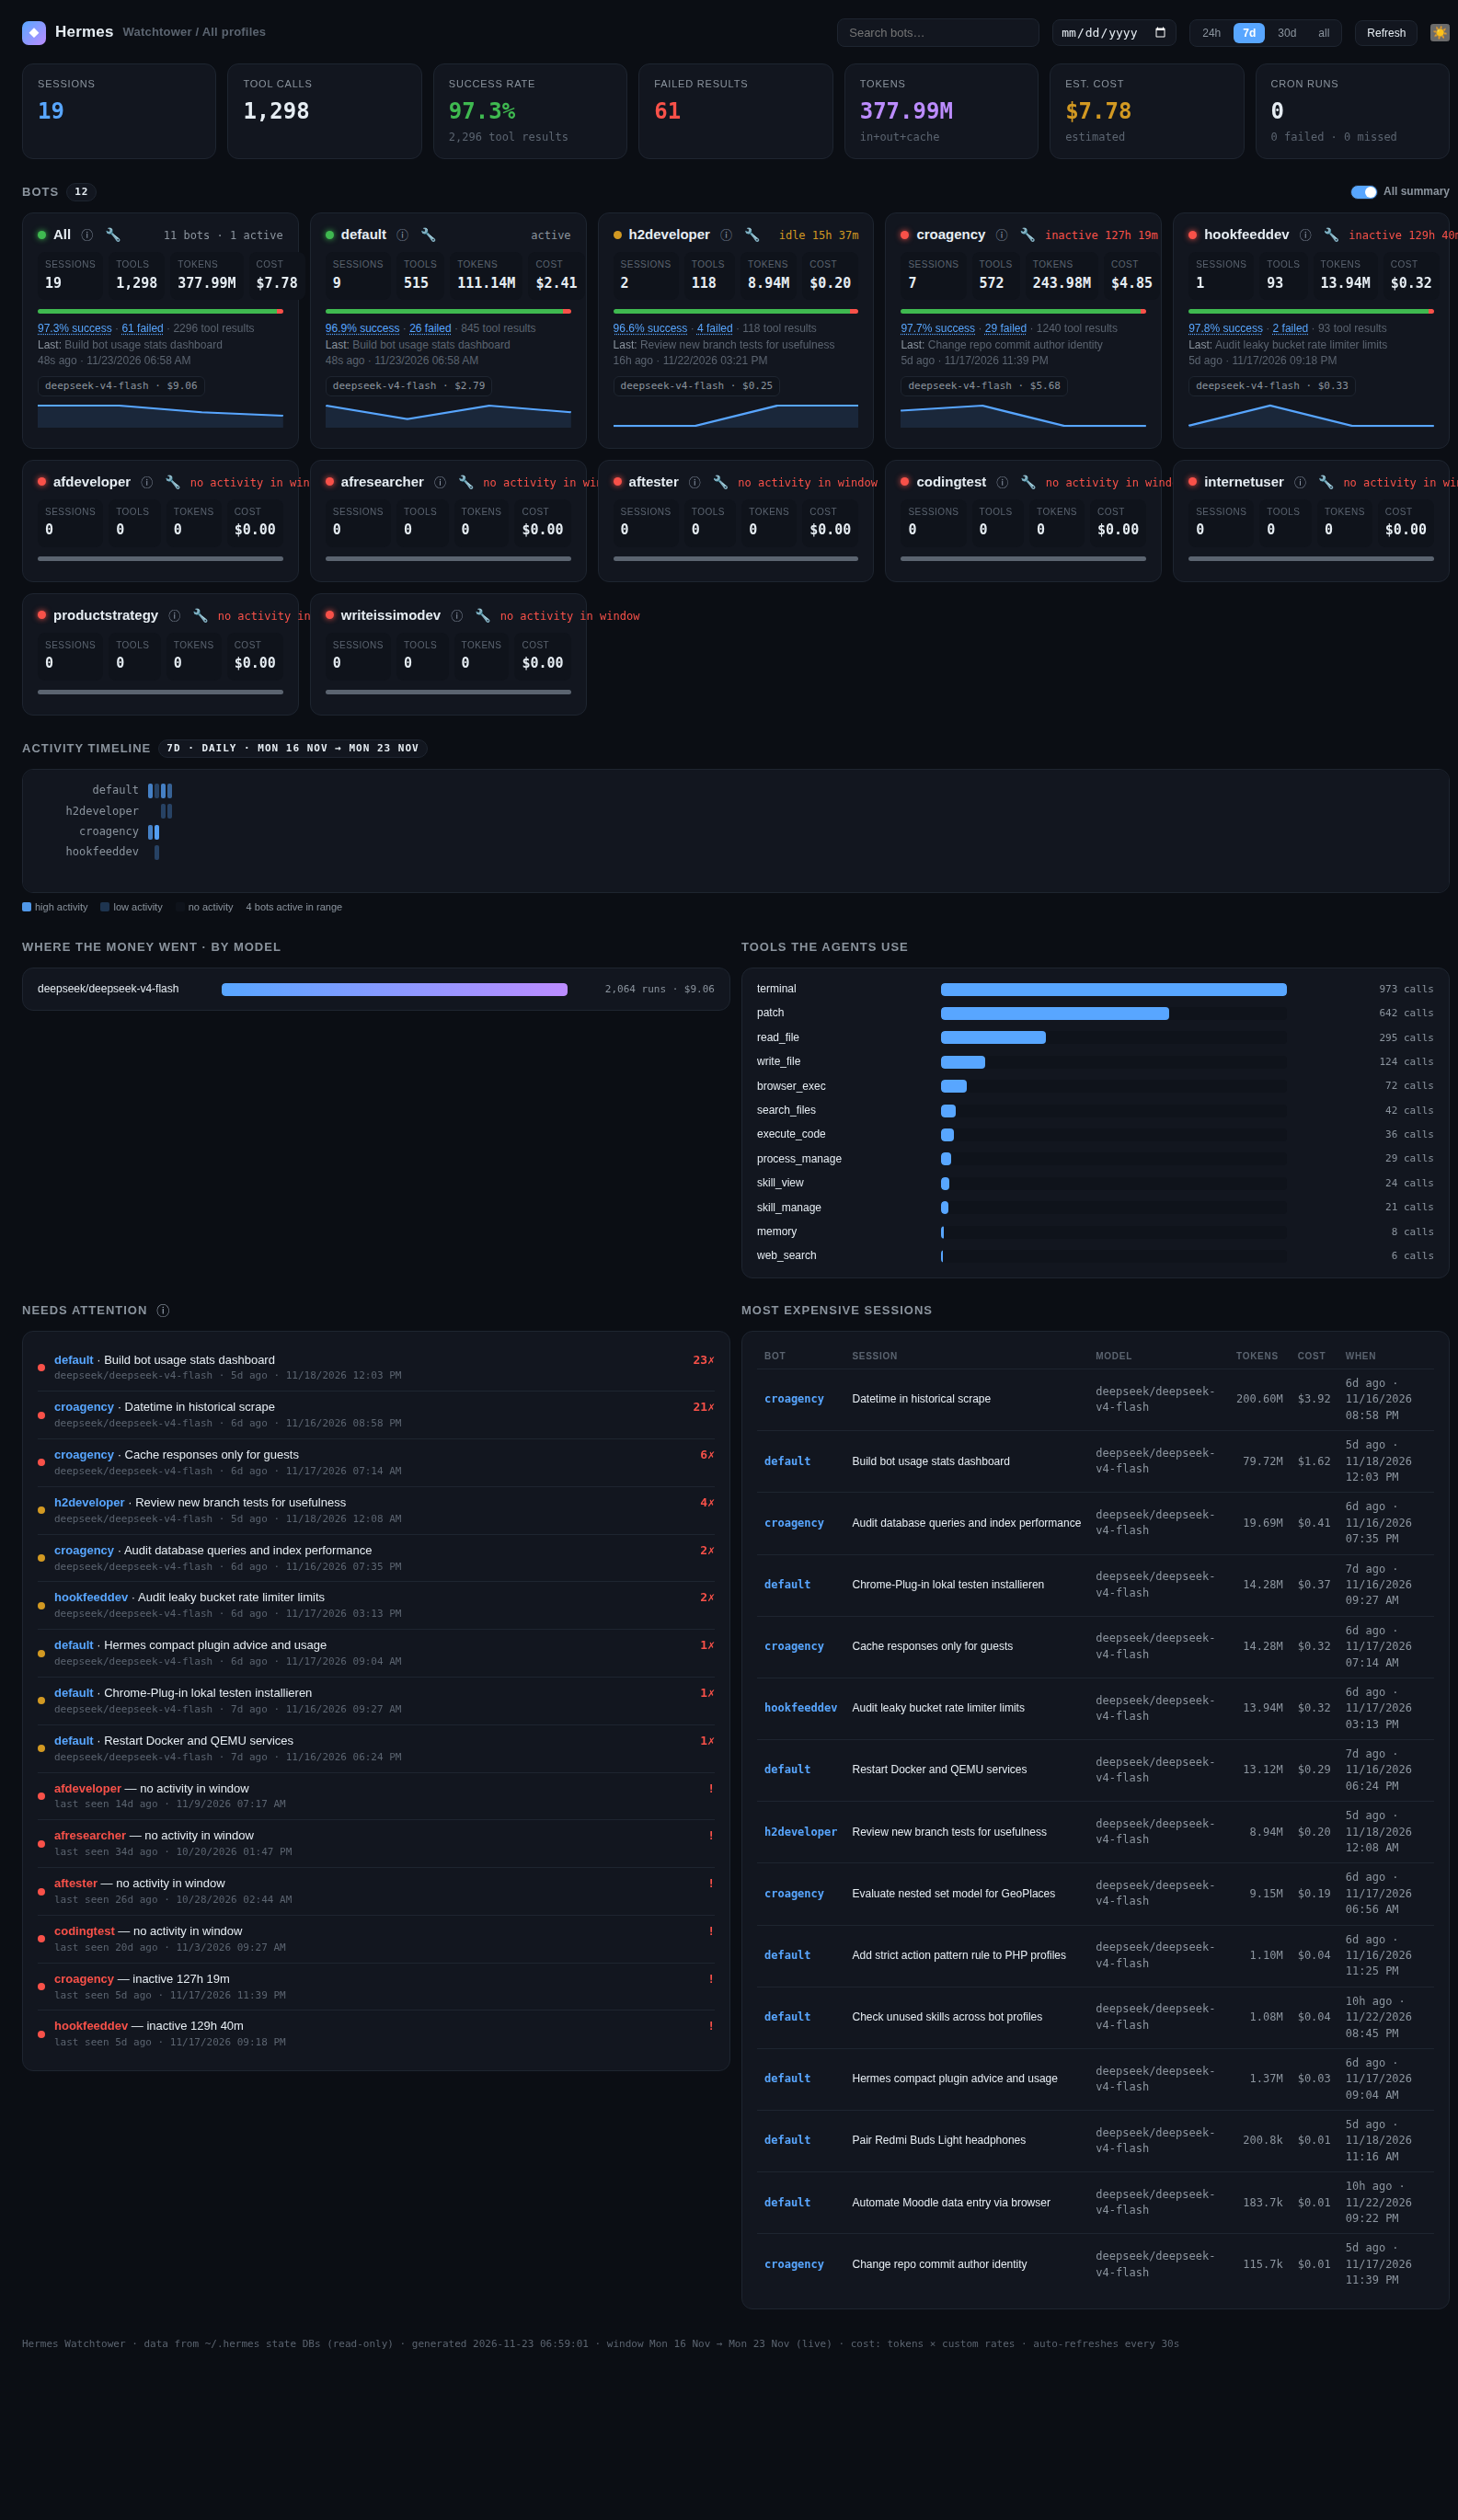 Hermes Watchtower / All profiles
Search bots…
mm/dd/yyyy
24h 7d 30d all
Refresh
SESSIONS
19
TOOL CALLS
1,298
SUCCESS RATE
97.3%
2,296 tool results
FAILED RESULTS
61
TOKENS
377.99M
in+out+cache
EST. COST
$7.78
estimated
CRON RUNS
0
0 failed · 0 missed
BOTS 12
All summary
All ⓘ 11 bots · 1 active
SESSIONS TOOLS TOKENS COST
19 1,298 377.99M $7.78
97.3% success · 61 failed · 2296 tool results
Last: Build bot usage stats dashboard
48s ago · 11/23/2026 06:58 AM
deepseek-v4-flash · $9.06
default ⓘ active
SESSIONS TOOLS TOKENS COST
9 515 111.14M $2.41
96.9% success · 26 failed · 845 tool results
Last: Build bot usage stats dashboard
48s ago · 11/23/2026 06:58 AM
deepseek-v4-flash · $2.79
h2developer ⓘ idle 15h 37m
SESSIONS TOOLS TOKENS COST
2 118 8.94M $0.20
96.6% success · 4 failed · 118 tool results
Last: Review new branch tests for usefulness
16h ago · 11/22/2026 03:21 PM
deepseek-v4-flash · $0.25
croagency ⓘ inactive 127h 19m
SESSIONS TOOLS TOKENS COST
7 572 243.98M $4.85
97.7% success · 29 failed · 1240 tool results
Last: Change repo commit author identity
5d ago · 11/17/2026 11:39 PM
deepseek-v4-flash · $5.68
hookfeeddev ⓘ inactive 129h 40m
SESSIONS TOOLS TOKENS COST
1 93 13.94M $0.32
97.8% success · 2 failed · 93 tool results
Last: Audit leaky bucket rate limiter limits
5d ago · 11/17/2026 09:18 PM
deepseek-v4-flash · $0.33
afdeveloper ⓘ no activity in win
SESSIONS TOOLS TOKENS COST
0 0 0 $0.00
afresearcher ⓘ no activity in win
SESSIONS TOOLS TOKENS COST
0 0 0 $0.00
aftester ⓘ no activity in window
SESSIONS TOOLS TOKENS COST
0 0 0 $0.00
codingtest ⓘ no activity in wind
SESSIONS TOOLS TOKENS COST
0 0 0 $0.00
internetuser ⓘ no activity in win
SESSIONS TOOLS TOKENS COST
0 0 0 $0.00
productstrategy ⓘ no activity in
SESSIONS TOOLS TOKENS COST
0 0 0 $0.00
writeissimodev ⓘ no activity in window
SESSIONS TOOLS TOKENS COST
0 0 0 $0.00
ACTIVITY TIMELINE 7D · DAILY · MON 16 NOV → MON 23 NOV
default
h2developer
croagency
hookfeeddev
high activity low activity no activity 4 bots active in range
WHERE THE MONEY WENT · BY MODEL
deepseek/deepseek-v4-flash 2,064 runs · $9.06
TOOLS THE AGENTS USE
terminal 973 calls
patch 642 calls
read_file 295 calls
write_file 124 calls
browser_exec 72 calls
search_files 42 calls
execute_code 36 calls
process_manage 29 calls
skill_view 24 calls
skill_manage 21 calls
memory 8 calls
web_search 6 calls
NEEDS ATTENTION ⓘ
default · Build bot usage stats dashboard 23✗
deepseek/deepseek-v4-flash · 5d ago · 11/18/2026 12:03 PM
croagency · Datetime in historical scrape 21✗
deepseek/deepseek-v4-flash · 6d ago · 11/16/2026 08:58 PM
croagency · Cache responses only for guests 6✗
deepseek/deepseek-v4-flash · 6d ago · 11/17/2026 07:14 AM
h2developer · Review new branch tests for usefulness 4✗
deepseek/deepseek-v4-flash · 5d ago · 11/18/2026 12:08 AM
croagency · Audit database queries and index performance 2✗
deepseek/deepseek-v4-flash · 6d ago · 11/16/2026 07:35 PM
hookfeeddev · Audit leaky bucket rate limiter limits 2✗
deepseek/deepseek-v4-flash · 6d ago · 11/17/2026 03:13 PM
default · Hermes compact plugin advice and usage 1✗
deepseek/deepseek-v4-flash · 6d ago · 11/17/2026 09:04 AM
default · Chrome-Plug-in lokal testen installieren 1✗
deepseek/deepseek-v4-flash · 7d ago · 11/16/2026 09:27 AM
default · Restart Docker and QEMU services 1✗
deepseek/deepseek-v4-flash · 7d ago · 11/16/2026 06:24 PM
afdeveloper — no activity in window !
last seen 14d ago · 11/9/2026 07:17 AM
afresearcher — no activity in window !
last seen 34d ago · 10/20/2026 01:47 PM
aftester — no activity in window !
last seen 26d ago · 10/28/2026 02:44 AM
codingtest — no activity in window !
last seen 20d ago · 11/3/2026 09:27 AM
croagency — inactive 127h 19m !
last seen 5d ago · 11/17/2026 11:39 PM
hookfeeddev — inactive 129h 40m !
last seen 5d ago · 11/17/2026 09:18 PM
MOST EXPENSIVE SESSIONS
BOT SESSION MODEL TOKENS COST WHEN
croagency Datetime in historical scrape deepseek/deepseek-v4-flash 200.60M $3.92 6d ago · 11/16/2026 08:58 PM
default Build bot usage stats dashboard deepseek/deepseek-v4-flash 79.72M $1.62 5d ago · 11/18/2026 12:03 PM
croagency Audit database queries and index performance deepseek/deepseek-v4-flash 19.69M $0.41 6d ago · 11/16/2026 07:35 PM
default Chrome-Plug-in lokal testen installieren deepseek/deepseek-v4-flash 14.28M $0.37 7d ago · 11/16/2026 09:27 AM
croagency Cache responses only for guests deepseek/deepseek-v4-flash 14.28M $0.32 6d ago · 11/17/2026 07:14 AM
hookfeeddev Audit leaky bucket rate limiter limits deepseek/deepseek-v4-flash 13.94M $0.32 6d ago · 11/17/2026 03:13 PM
default Restart Docker and QEMU services deepseek/deepseek-v4-flash 13.12M $0.29 7d ago · 11/16/2026 06:24 PM
h2developer Review new branch tests for usefulness deepseek/deepseek-v4-flash 8.94M $0.20 5d ago · 11/18/2026 12:08 AM
croagency Evaluate nested set model for GeoPlaces deepseek/deepseek-v4-flash 9.15M $0.19 6d ago · 11/17/2026 06:56 AM
default Add strict action pattern rule to PHP profiles deepseek/deepseek-v4-flash 1.10M $0.04 6d ago · 11/16/2026 11:25 PM
default Check unused skills across bot profiles deepseek/deepseek-v4-flash 1.08M $0.04 10h ago · 11/22/2026 08:45 PM
default Hermes compact plugin advice and usage deepseek/deepseek-v4-flash 1.37M $0.03 6d ago · 11/17/2026 09:04 AM
default Pair Redmi Buds Light headphones deepseek/deepseek-v4-flash 200.8k $0.01 5d ago · 11/18/2026 11:16 AM
default Automate Moodle data entry via browser deepseek/deepseek-v4-flash 183.7k $0.01 10h ago · 11/22/2026 09:22 PM
croagency Change repo commit author identity deepseek/deepseek-v4-flash 115.7k $0.01 5d ago · 11/17/2026 11:39 PM
Hermes Watchtower · data from ~/.hermes state DBs (read-only) · generated 2026-11-23 06:59:01 · window Mon 16 Nov → Mon 23 Nov (live) · cost: tokens × custom rates · auto-refreshes every 30s